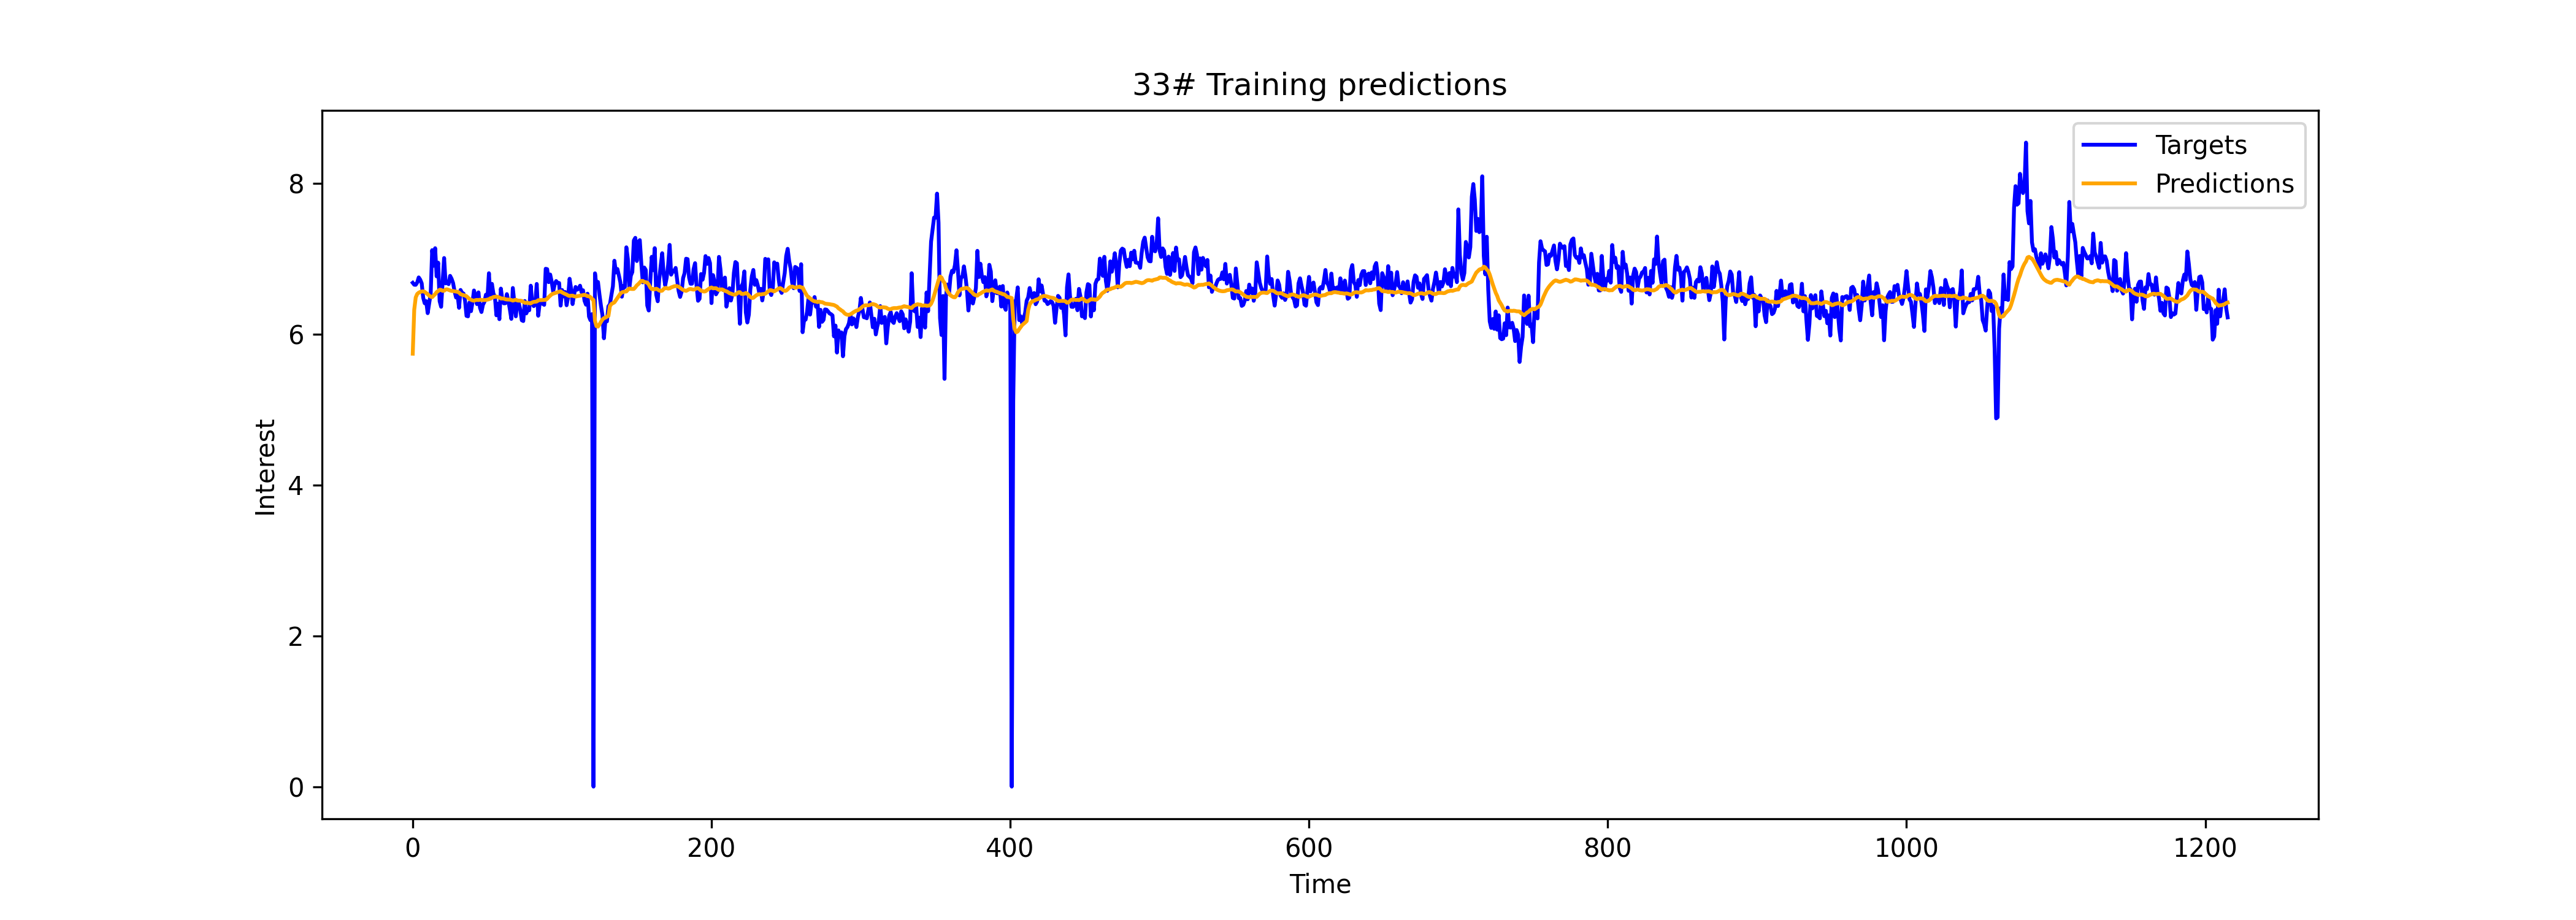 33# Training predictions
Targets
Predictions
8
6
4
2
0
Interest
0 200 400 600 800 1000 1200
Time